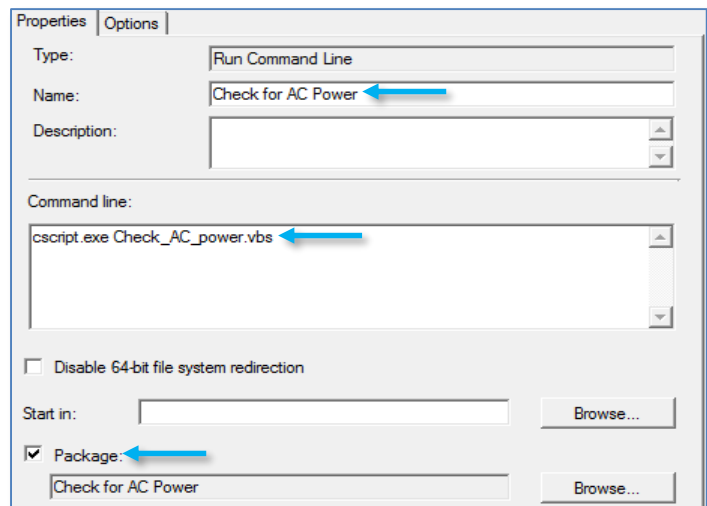 Properties Options
Type: Run Command Line
Name: Check for AC Power
Description:
Command line:
cscript.exe Check_AC_power.vbs
Disable 64-bit file system redirection
Start in: Browse...
Package:
Check for AC Power Browse...